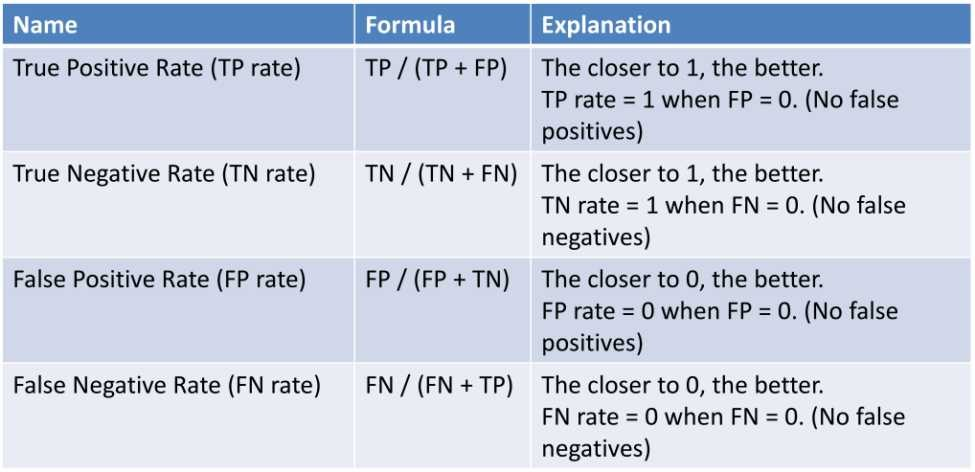 Name Formula Explanation
True Positive Rate (TP rate) TP / (TP + FP) The closer to 1, the better.
TP rate = 1 when FP = 0. (No false
positives)
True Negative Rate (TN rate) TN / (TN + FN) The closer to 1, the better.
TN rate = 1 when FN = 0. (No false
negatives)
False Positive Rate (FP rate) FP / (FP + TN) The closer to 0, the better.
FP rate = 0 when FP = 0. (No false
positives)
False Negative Rate (FN rate) FN / (FN + TP) The closer to 0, the better.
FN rate = 0 when FN = 0. (No false
negatives)